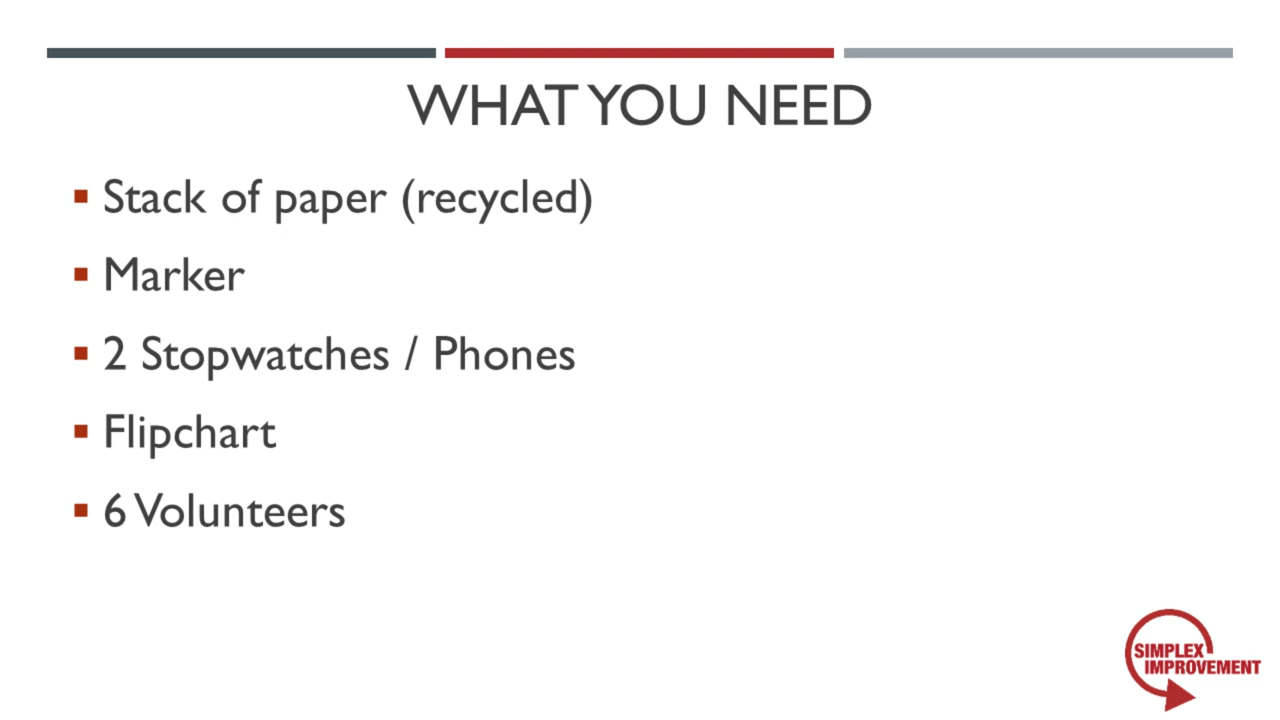 WHAT YOU NEED
▪ Stack of paper (recycled)
▪ Marker
▪ 2 Stopwatches / Phones
▪ Flipchart
▪ 6 Volunteers
SIMPLEX
IMPROVEMENT